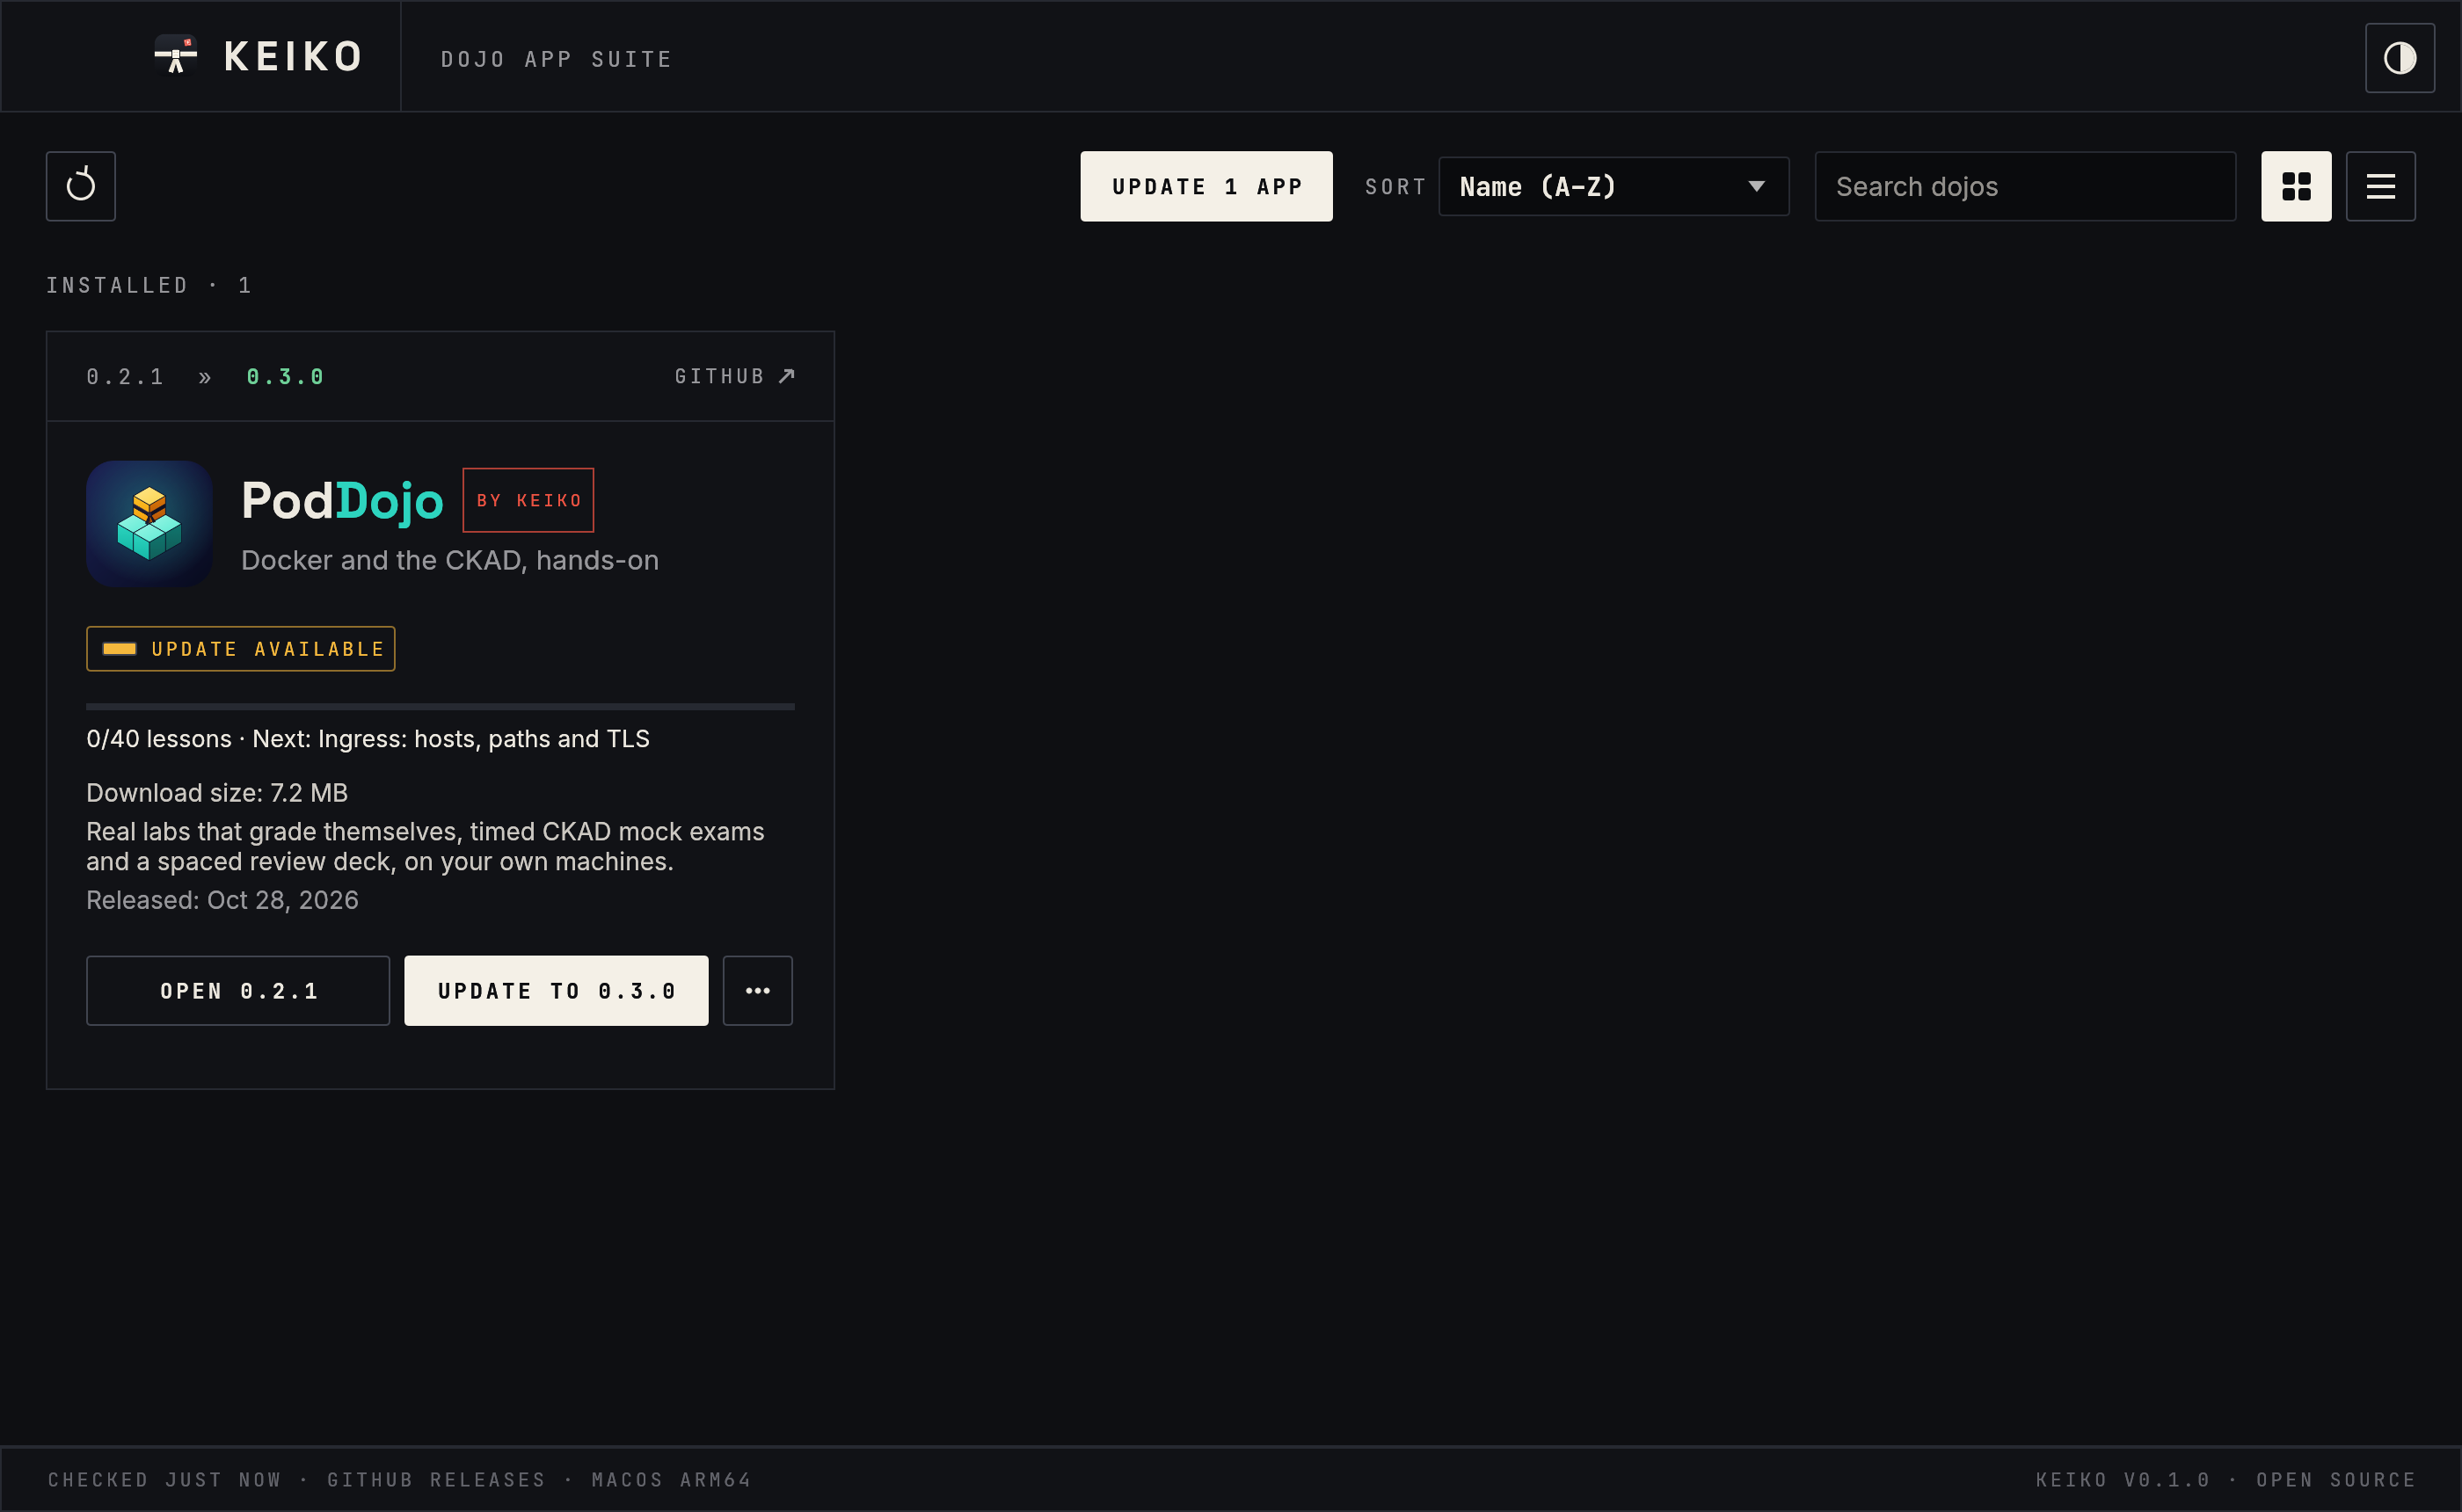 KEIKO
DOJO APP SUITE
UPDATE 1 APP
SORT
Name (A–Z)
Search dojos
INSTALLED · 1
0.2.1 » 0.3.0
GITHUB ↗
PodDojo
BY KEIKO
Docker and the CKAD, hands-on
UPDATE AVAILABLE
0/40 lessons · Next: Ingress: hosts, paths and TLS
Download size: 7.2 MB
Real labs that grade themselves, timed CKAD mock exams
and a spaced review deck, on your own machines.
Released: Oct 28, 2026
OPEN 0.2.1
UPDATE TO 0.3.0
CHECKED JUST NOW · GITHUB RELEASES · MACOS ARM64
KEIKO V0.1.0 · OPEN SOURCE